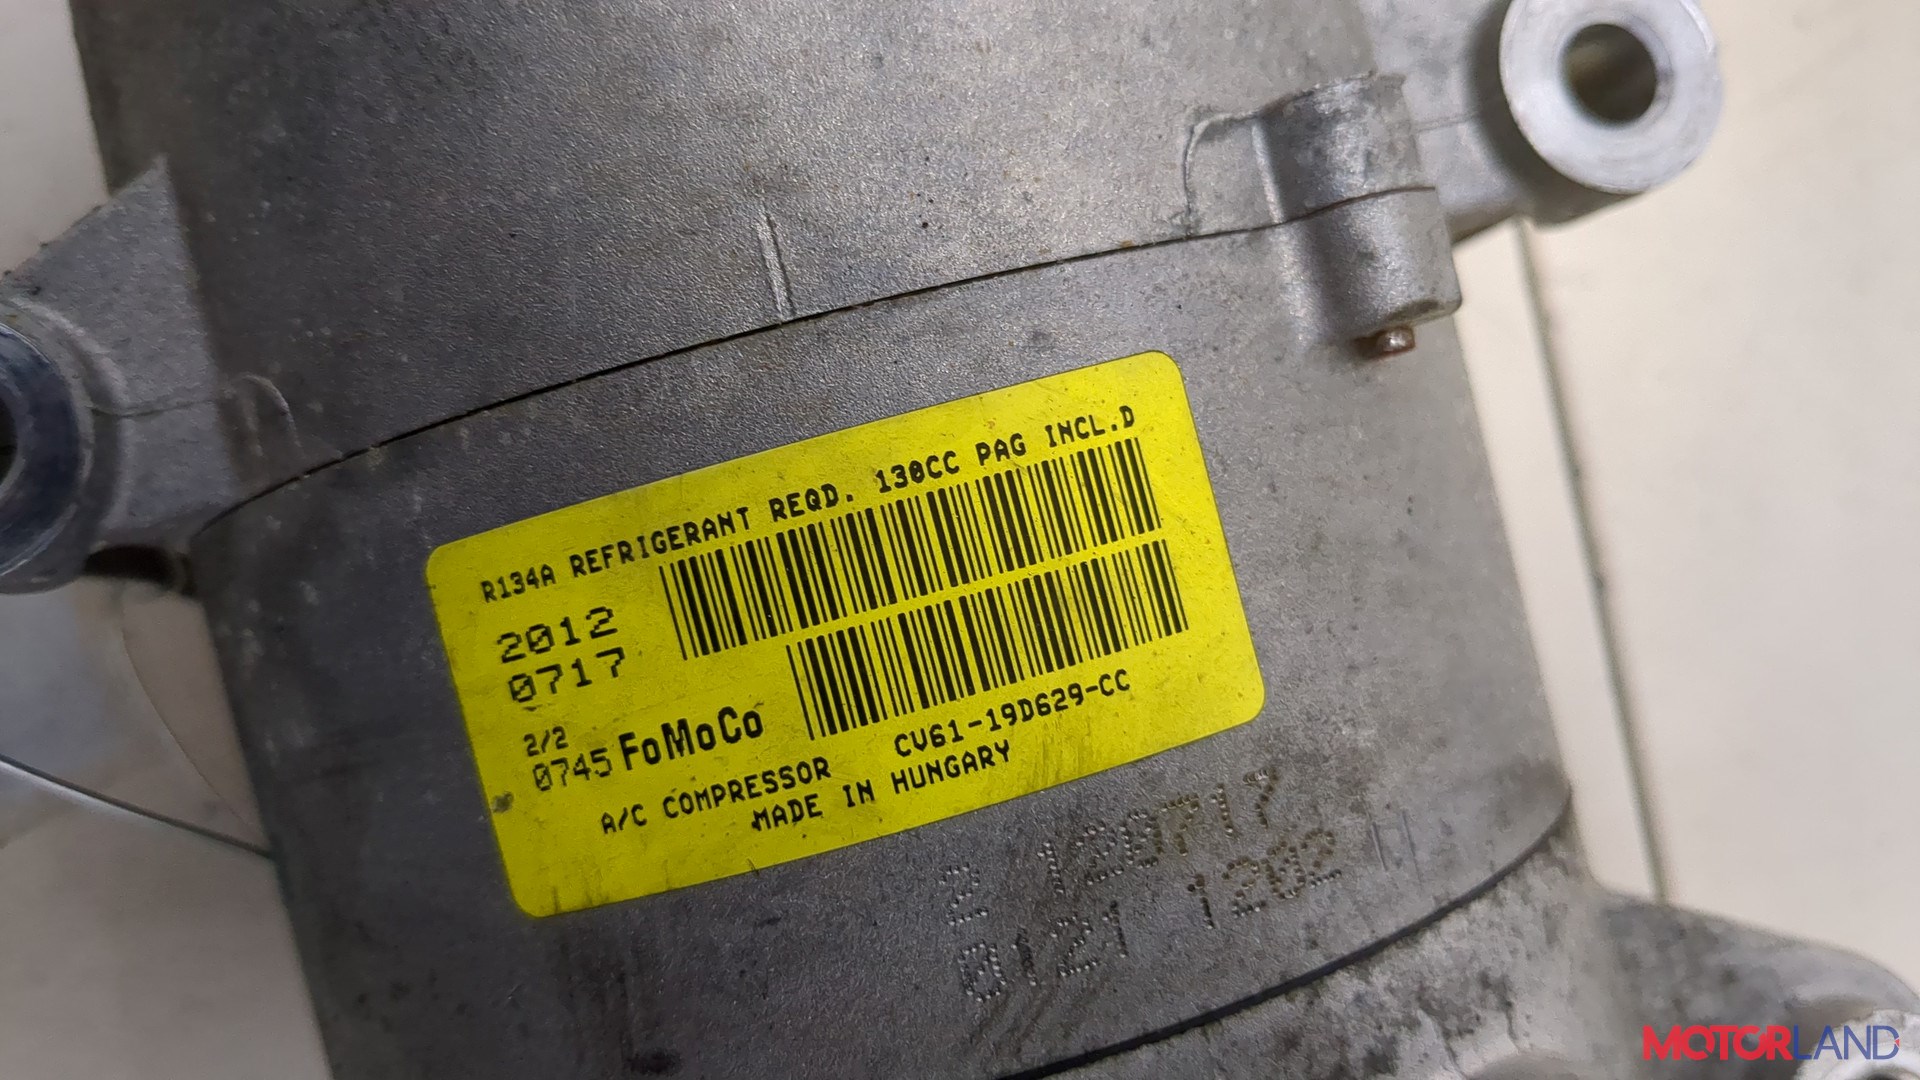 R134A REFRIGERANT REQD. 130CC PAG INCL.D
2012
0717
2/2
0745 FoMoCo
A/C COMPRESSOR CV61-19D629-CC
MADE IN HUNGARY
2 120717
0121 1202
MOTORLAND